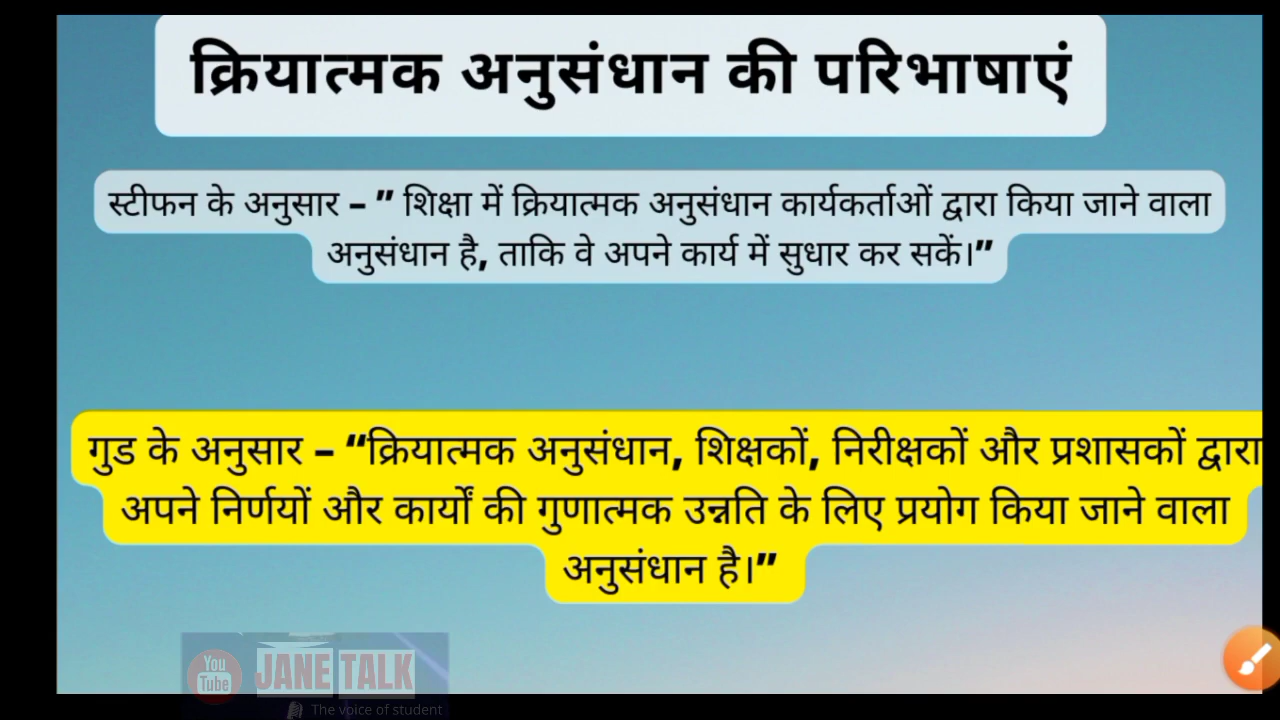 क्रियात्मक अनुसंधान की परिभाषाएं
स्टीफन के अनुसार – ” शिक्षा में क्रियात्मक अनुसंधान कार्यकर्ताओं द्वारा किया जाने वाला
अनुसंधान है, ताकि वे अपने कार्य में सुधार कर सकें।”
गुड के अनुसार – “क्रियात्मक अनुसंधान, शिक्षकों, निरीक्षकों और प्रशासकों द्वारा
अपने निर्णयों और कार्यों की गुणात्मक उन्नति के लिए प्रयोग किया जाने वाला
अनुसंधान है।”
You
Tube
JANE TALK
The voice of student